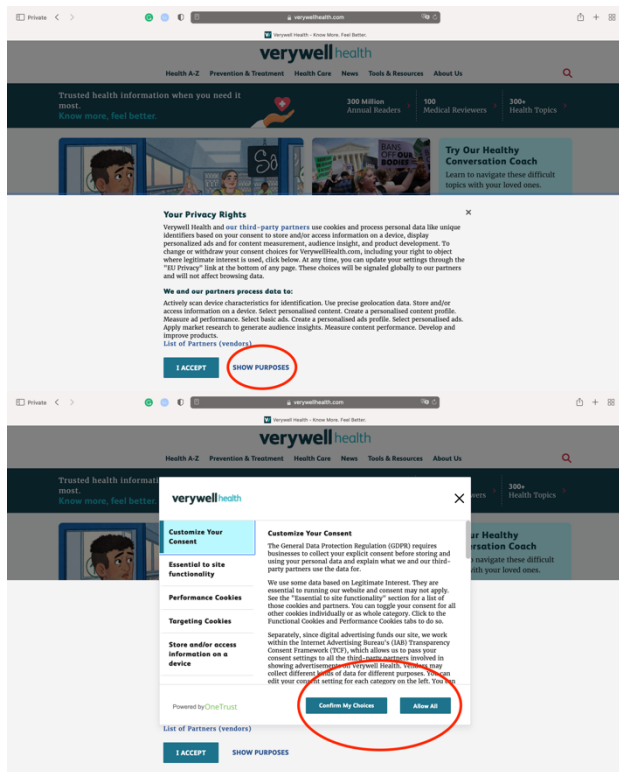 Private
verywellhealth.com
Verywell Health - Know More. Feel Better.
verywell health
Health A-Z Prevention & Treatment Health Care News Tools & Resources About Us
Trusted health information when you need it
most.
Know more, feel better.
300 Million
Annual Readers
100
Medical Reviewers
300+
Health Topics
Sa
BANS
OFF OUR
BODIES
Try Our Healthy
Conversation Coach
Learn to navigate these difficult
topics with your loved ones.
Your Privacy Rights
Verywell Health and our third-party partners use cookies and process personal data like unique
identifiers based on your consent to store and/or access information on a device, display
personalized ads and for content measurement, audience insight, and product development. To
change or withdraw your consent choices for VerywellHealth.com, including your right to object
where legitimate interest is used, click below. At any time, you can update your settings through the
"EU Privacy" link at the bottom of any page. These choices will be signaled globally to our partners
and will not affect browsing data.
We and our partners process data to:
Actively scan device characteristics for identification. Use precise geolocation data. Store and/or
access information on a device. Select personalised content. Create a personalised content profile.
Measure ad performance. Select basic ads. Create a personalised ads profile. Select personalised ads.
Apply market research to generate audience insights. Measure content performance. Develop and
improve products.
List of Partners (vendors)
I ACCEPT SHOW PURPOSES
Private
verywellhealth.com
Verywell Health - Know More. Feel Better.
verywell health
Health A-Z Prevention & Treatment Health Care News Tools & Resources About Us
Trusted health informati
most.
Know more, feel better.
wers
300+
Health Topics
verywell health
Customize Your
Consent
Essential to site
functionality
Performance Cookies
Targeting Cookies
Store and/or access
information on a
device
Customize Your Consent
The General Data Protection Regulation (GDPR) requires
businesses to collect your explicit consent before storing and
using your personal data and explain what we and our third-
party partners use the data for.
We use some data based on Legitimate Interest. They are
essential to running our website and consent may not apply.
See the "Essential to site functionality" section for a list of
those cookies and partners. You can toggle your consent for all
other cookies individually or as whole category. Click to the
Functional Cookies and Performance Cookies tabs to do so.
Separately, since digital advertising funds our site, we work
within the Internet Advertising Bureau's (IAB) Transparency
Consent Framework (TCF), which allows us to pass your
consent settings to all the third-party partners involved in
showing advertisements on Verywell Health. Vendors may
collect different kinds of data for different purposes. You can
edit your consent setting for each category on the left. You can
ur Healthy
rsation Coach
navigate these difficult
ith your loved ones.
Powered by OneTrust
Confirm My Choices Allow All
List of Partners (vendors)
I ACCEPT SHOW PURPOSES